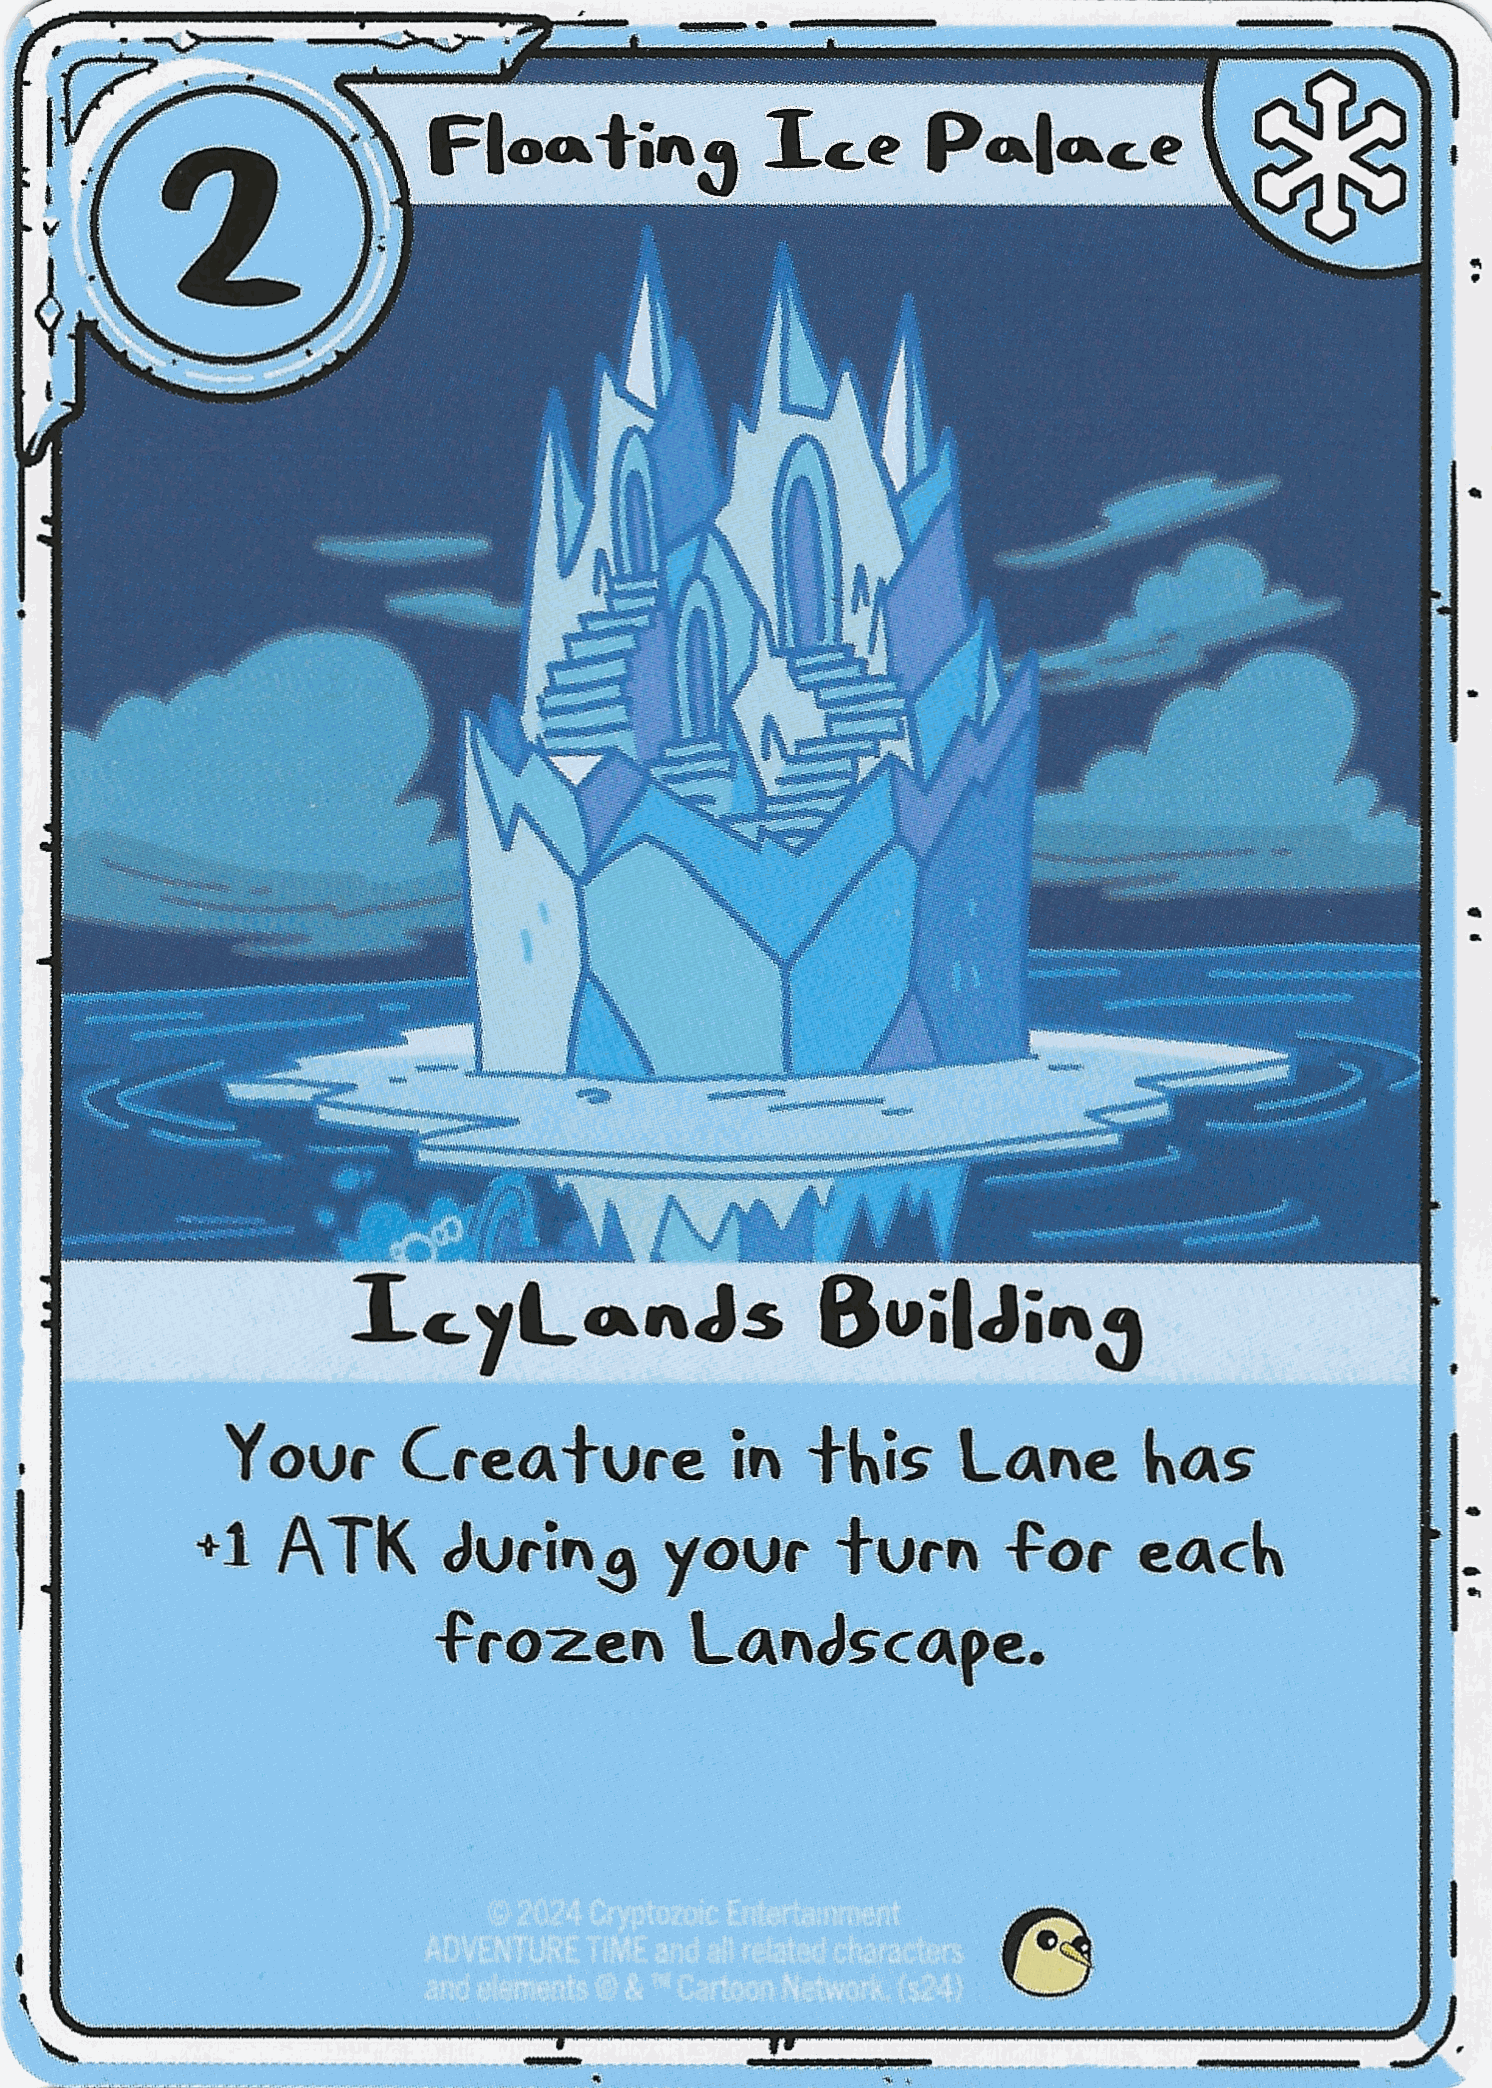 2
Floating Ice Palace
IcyLands Building
Your Creature in this Lane has
+1 ATK during your turn for each
frozen Landscape.
© 2024 Cryptozoic Entertainment
ADVENTURE TIME and all related characters
and elements ® & ™ Cartoon Network. (s24)